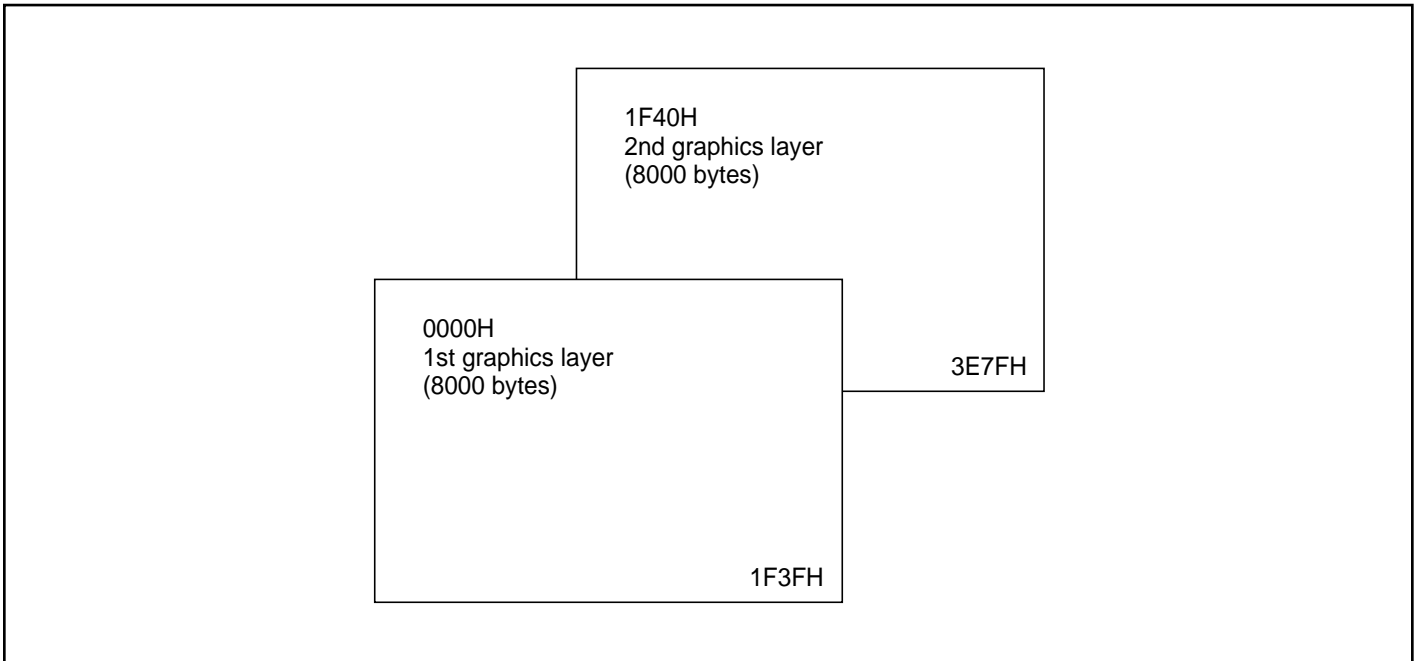 1F40H
2nd graphics layer
(8000 bytes)
3E7FH
0000H
1st graphics layer
(8000 bytes)
1F3FH